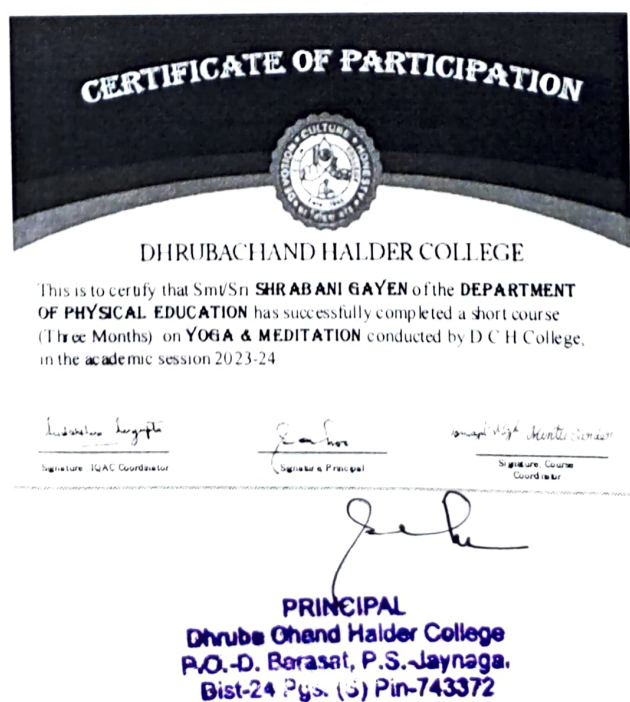 CERTIFICATE OF PARTICIPATION
CULTURE
DHRUBACHAND HALDER COLLEGE
This is to certify that Smt/Sri SHRABANI GAYEN of the DEPARTMENT
OF PHYSICAL EDUCATION has successfully completed a short course
(Three Months) on YOGA & MEDITATION conducted by D C H College,
in the academic session 2023-24
Signature IQAC Coordinator
Signature Principal
Signature, Course
Coordinator
PRINCIPAL
Dhruba Chand Halder College
P.O.-D. Barasat, P.S.-Jaynagar
Dist-24 Pgs. (S) Pin-743372